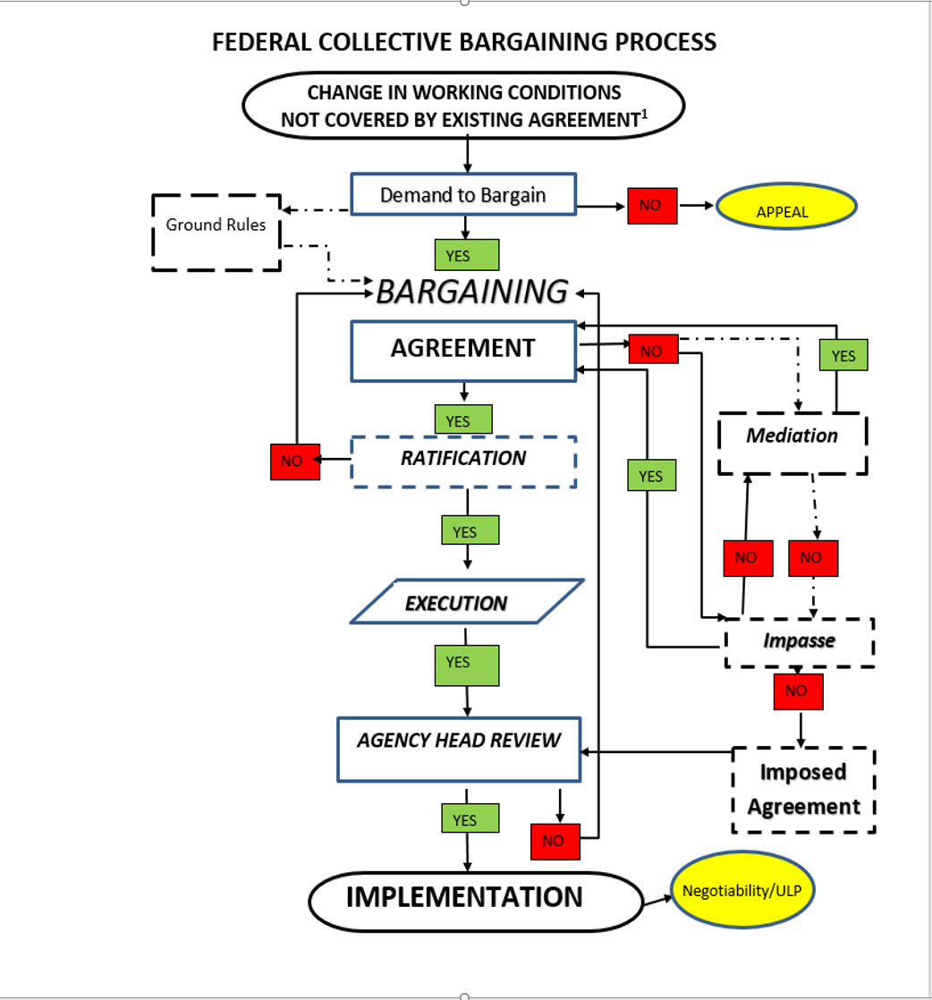 FEDERAL COLLECTIVE BARGAINING PROCESS
CHANGE IN WORKING CONDITIONS
NOT COVERED BY EXISTING AGREEMENT¹
Demand to Bargain
NO
APPEAL
Ground Rules
YES
BARGAINING
AGREEMENT
NO
YES
YES
Mediation
RATIFICATION
NO
YES
YES
NO
NO
EXECUTION
Impasse
YES
NO
AGENCY HEAD REVIEW
Imposed
Agreement
YES
NO
IMPLEMENTATION
Negotiability/ULP